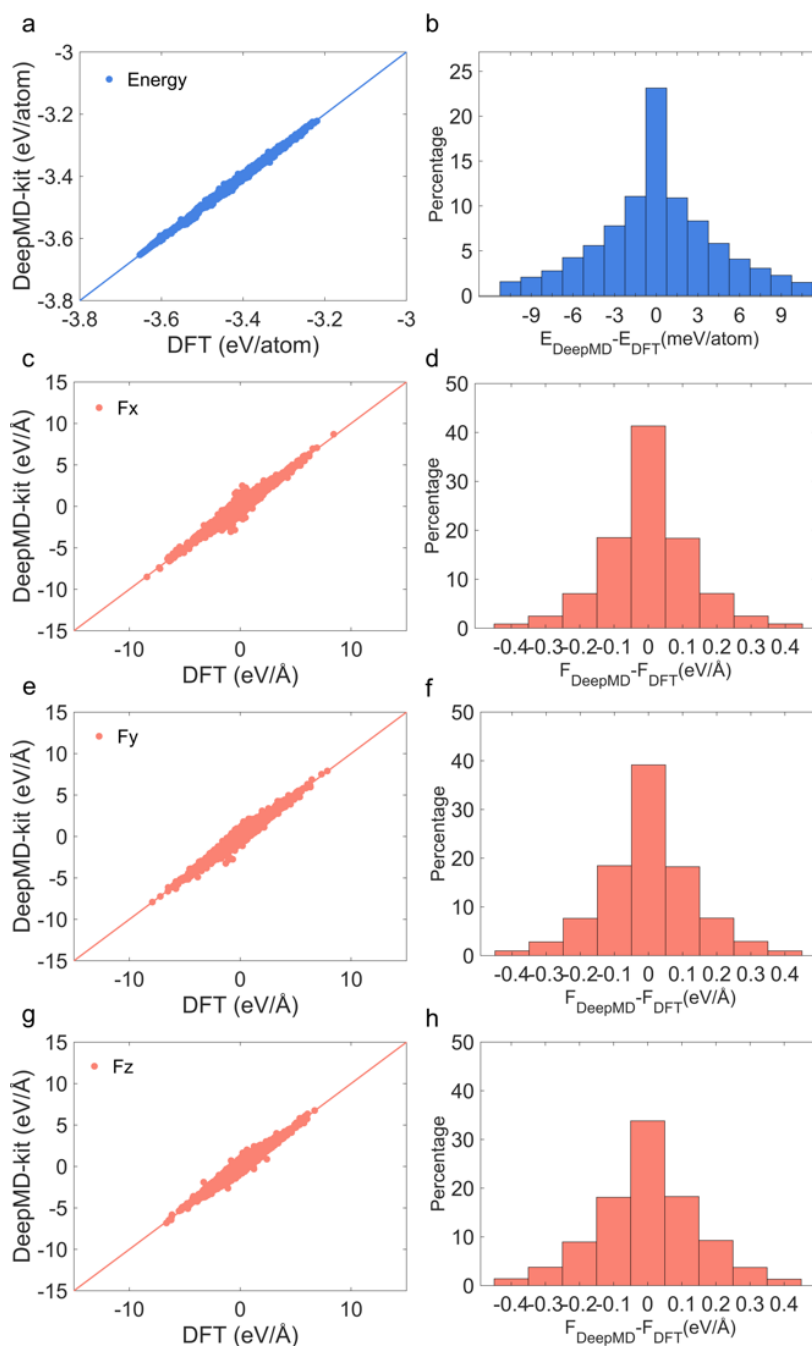 a
-3
-3.2
-3.4
-3.6
-3.8
DeepMD-kit (eV/atom)
Energy
-3.8 -3.6 -3.4 -3.2 -3
DFT (eV/atom)
b
25
20
15
10
5
0
Percentage
-9 -6 -3 0 3 6 9
EDeepMD-EDFT(meV/atom)
c
15
10
5
0
-5
-10
-15
DeepMD-kit (eV/Å)
Fx
-10 0 10
DFT (eV/Å)
d
50
40
30
20
10
0
Percentage
-0.4 -0.3 -0.2 -0.1 0 0.1 0.2 0.3 0.4
FDeepMD-FDFT(eV/Å)
e
15
10
5
0
-5
-10
-15
DeepMD-kit (eV/Å)
Fy
-10 0 10
DFT (eV/Å)
f
50
40
30
20
10
0
Percentage
-0.4 -0.3 -0.2 -0.1 0 0.1 0.2 0.3 0.4
FDeepMD-FDFT(eV/Å)
g
15
10
5
0
-5
-10
-15
DeepMD-kit (eV/Å)
Fz
-10 0 10
DFT (eV/Å)
h
50
40
30
20
10
0
Percentage
-0.4 -0.3 -0.2 -0.1 0 0.1 0.2 0.3 0.4
FDeepMD-FDFT(eV/Å)